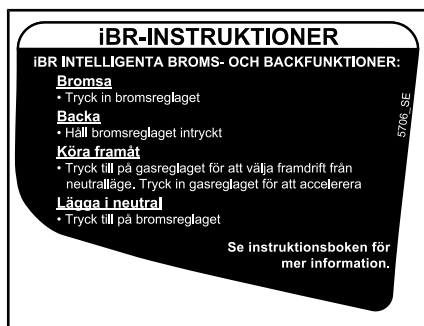 iBR-INSTRUKTIONER
iBR INTELLIGENTA BROMS- OCH BACKFUNKTIONER:
Bromsa
• Tryck in bromsreglaget
Backa
• Håll bromsreglaget intryckt
Köra framåt
• Tryck till på gasreglaget för att välja framdrift från
neutralläge. Tryck in gasreglaget för att accelerera
Lägga i neutral
• Tryck till på bromsreglaget
Se instruktionsboken för
mer information.
5706_SE